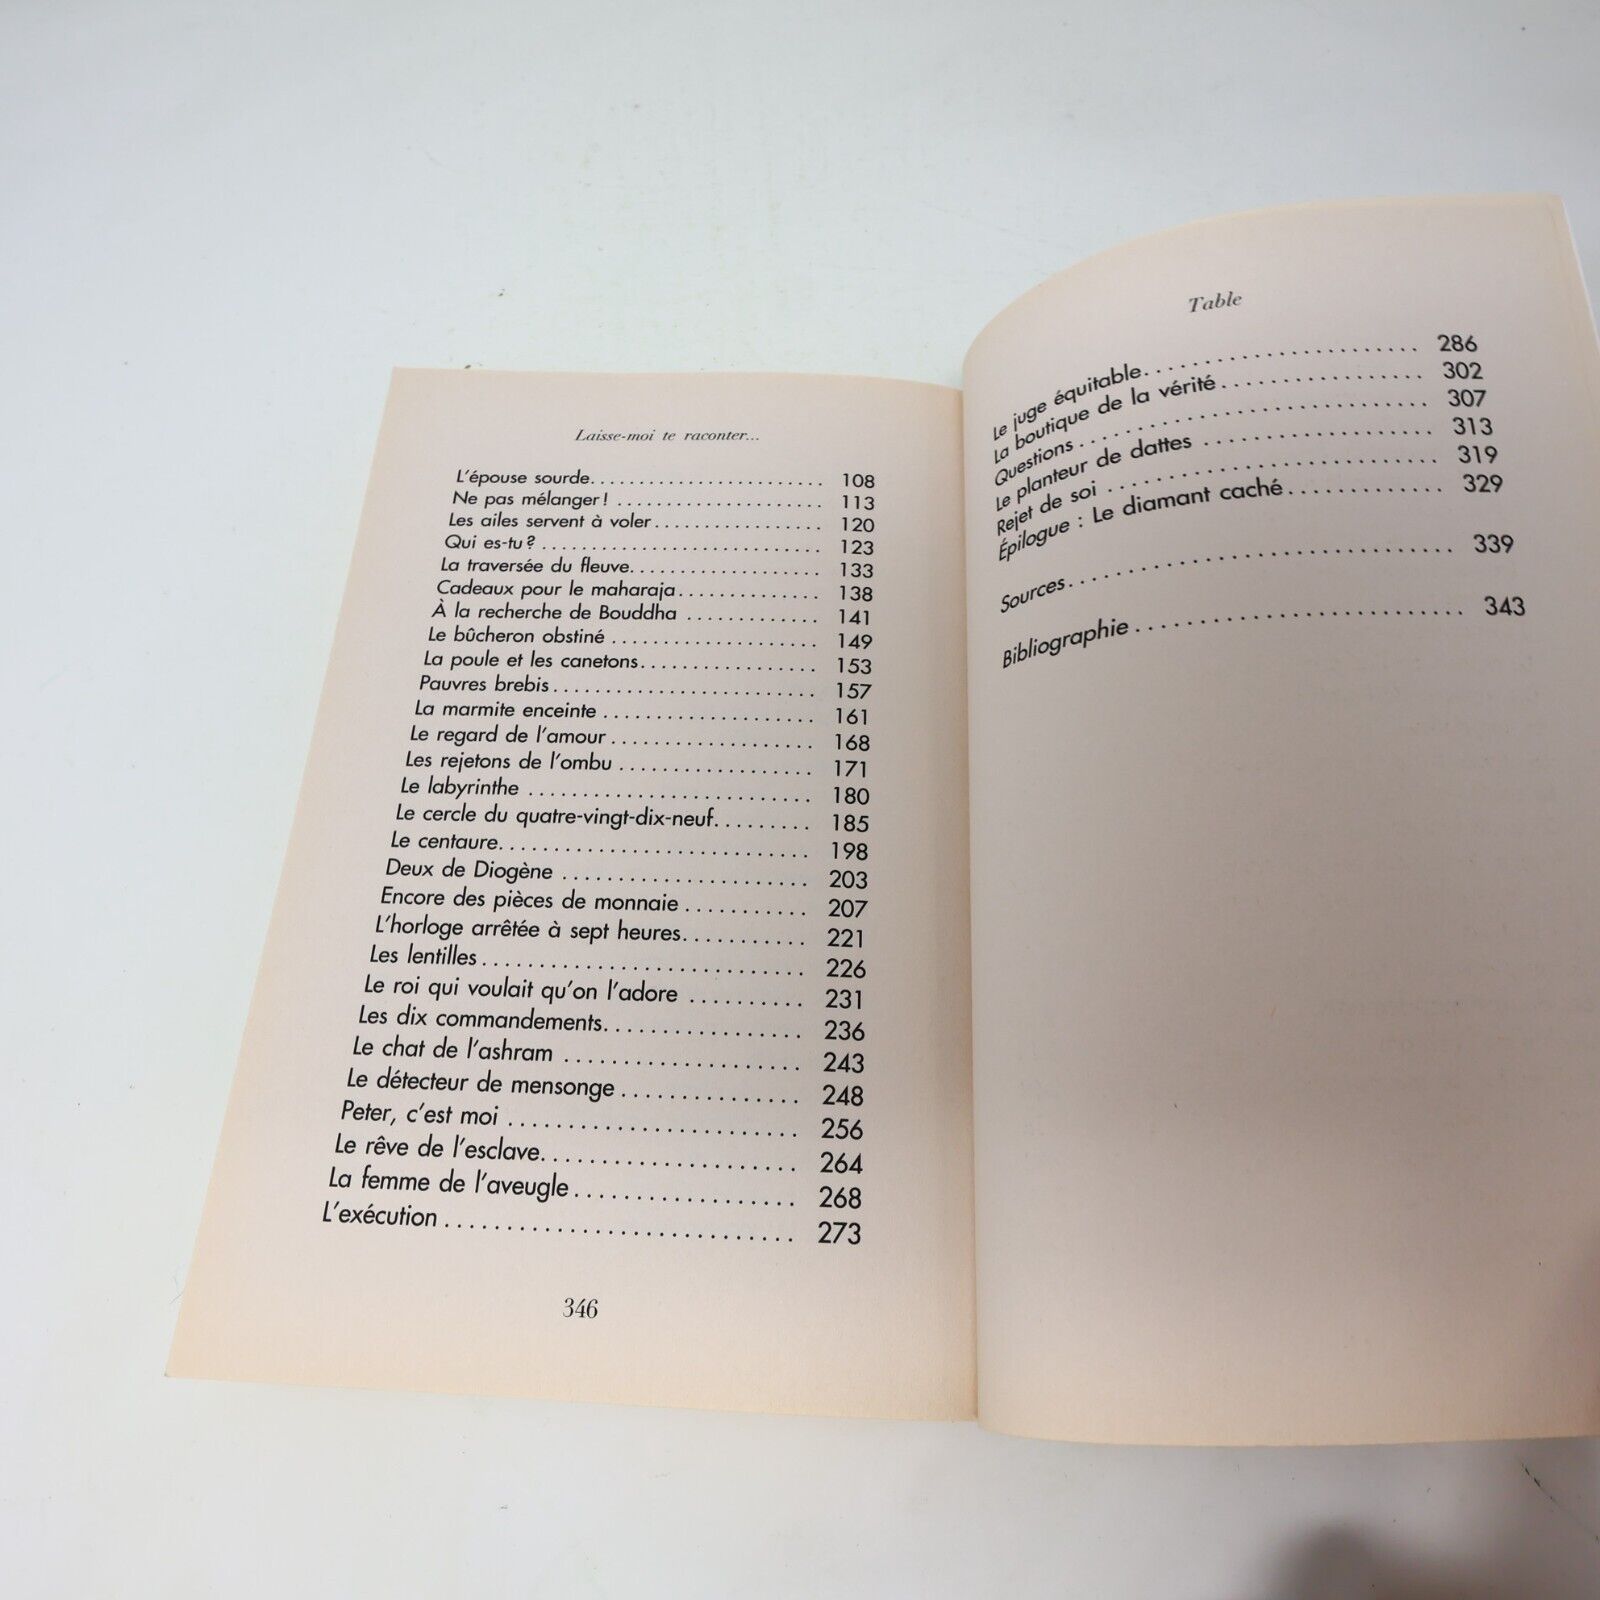 Laisse-moi te raconter...
L'épouse sourde. . . . . . . . . . . . . . . . . . . . . . . . 108
Ne pas mélanger ! . . . . . . . . . . . . . . . . . . . . . . 113
Les ailes servent à voler . . . . . . . . . . . . . . . . . . 120
Qui es-tu ? . . . . . . . . . . . . . . . . . . . . . . . . . . . . 123
La traversée du fleuve. . . . . . . . . . . . . . . . . . . . 133
Cadeaux pour le maharaja . . . . . . . . . . . . . . . 138
À la recherche de Bouddha . . . . . . . . . . . . . . 141
Le bûcheron obstiné . . . . . . . . . . . . . . . . . . . . . 149
La poule et les canetons. . . . . . . . . . . . . . . . . . 153
Pauvres brebis . . . . . . . . . . . . . . . . . . . . . . . . . . 157
La marmite enceinte . . . . . . . . . . . . . . . . . . . . . 161
Le regard de l'amour . . . . . . . . . . . . . . . . . . . . 168
Les rejetons de l'ombu . . . . . . . . . . . . . . . . . . . 171
Le labyrinthe . . . . . . . . . . . . . . . . . . . . . . . . . . . 180
Le cercle du quatre-vingt-dix-neuf. . . . . . . . . 185
Le centaure. . . . . . . . . . . . . . . . . . . . . . . . . . . . . 198
Deux de Diogène . . . . . . . . . . . . . . . . . . . . . . . 203
Encore des pièces de monnaie . . . . . . . . . . . 207
L'horloge arrêtée à sept heures. . . . . . . . . . . 221
Les lentilles . . . . . . . . . . . . . . . . . . . . . . . . . . . . . 226
Le roi qui voulait qu'on l'adore . . . . . . . . . . 231
Les dix commandements. . . . . . . . . . . . . . . . . 236
Le chat de l'ashram . . . . . . . . . . . . . . . . . . . . 243
Le détecteur de mensonge . . . . . . . . . . . . . . . 248
Peter, c'est moi . . . . . . . . . . . . . . . . . . . . . . . . 256
Le rêve de l'esclave. . . . . . . . . . . . . . . . . . . . . 264
La femme de l'aveugle . . . . . . . . . . . . . . . . . . 268
L'exécution . . . . . . . . . . . . . . . . . . . . . . . . . . . . 273
346
Table
Le juge équitable. . . . . . . . . . . . . . . . . . . . . . . 286
La boutique de la vérité . . . . . . . . . . . . . . . . . 302
Questions . . . . . . . . . . . . . . . . . . . . . . . . . . . . . 307
Le planteur de dattes . . . . . . . . . . . . . . . . . . . 313
Rejet de soi . . . . . . . . . . . . . . . . . . . . . . . . . . . 319
Épilogue : Le diamant caché . . . . . . . . . . . . . 329
Sources. . . . . . . . . . . . . . . . . . . . . . . . . . . . . . . . 339
Bibliographie . . . . . . . . . . . . . . . . . . . . . . . . . . . 343